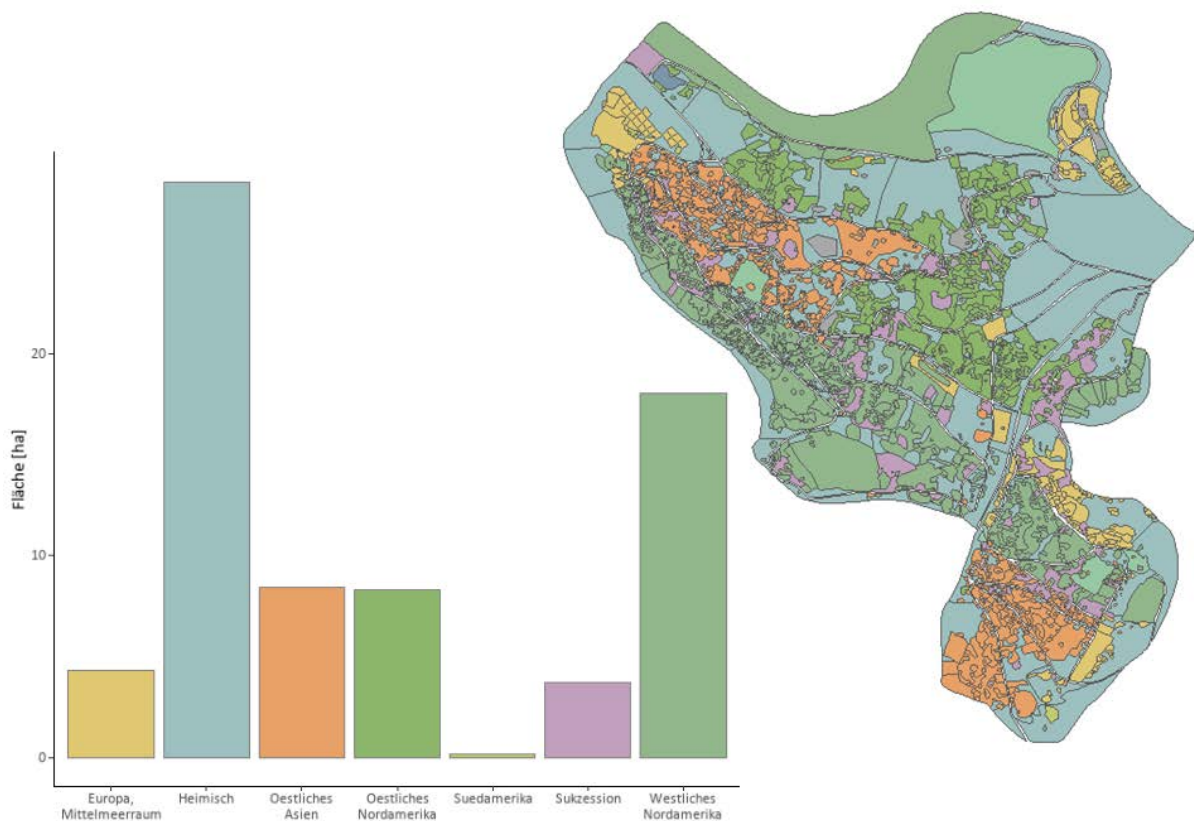 Fläche [ha]
20
10
0
Europa,
Mittelmeerraum
Heimisch
Oestliches
Asien
Oestliches
Nordamerika
Suedamerika
Sukzession
Westliches
Nordamerika